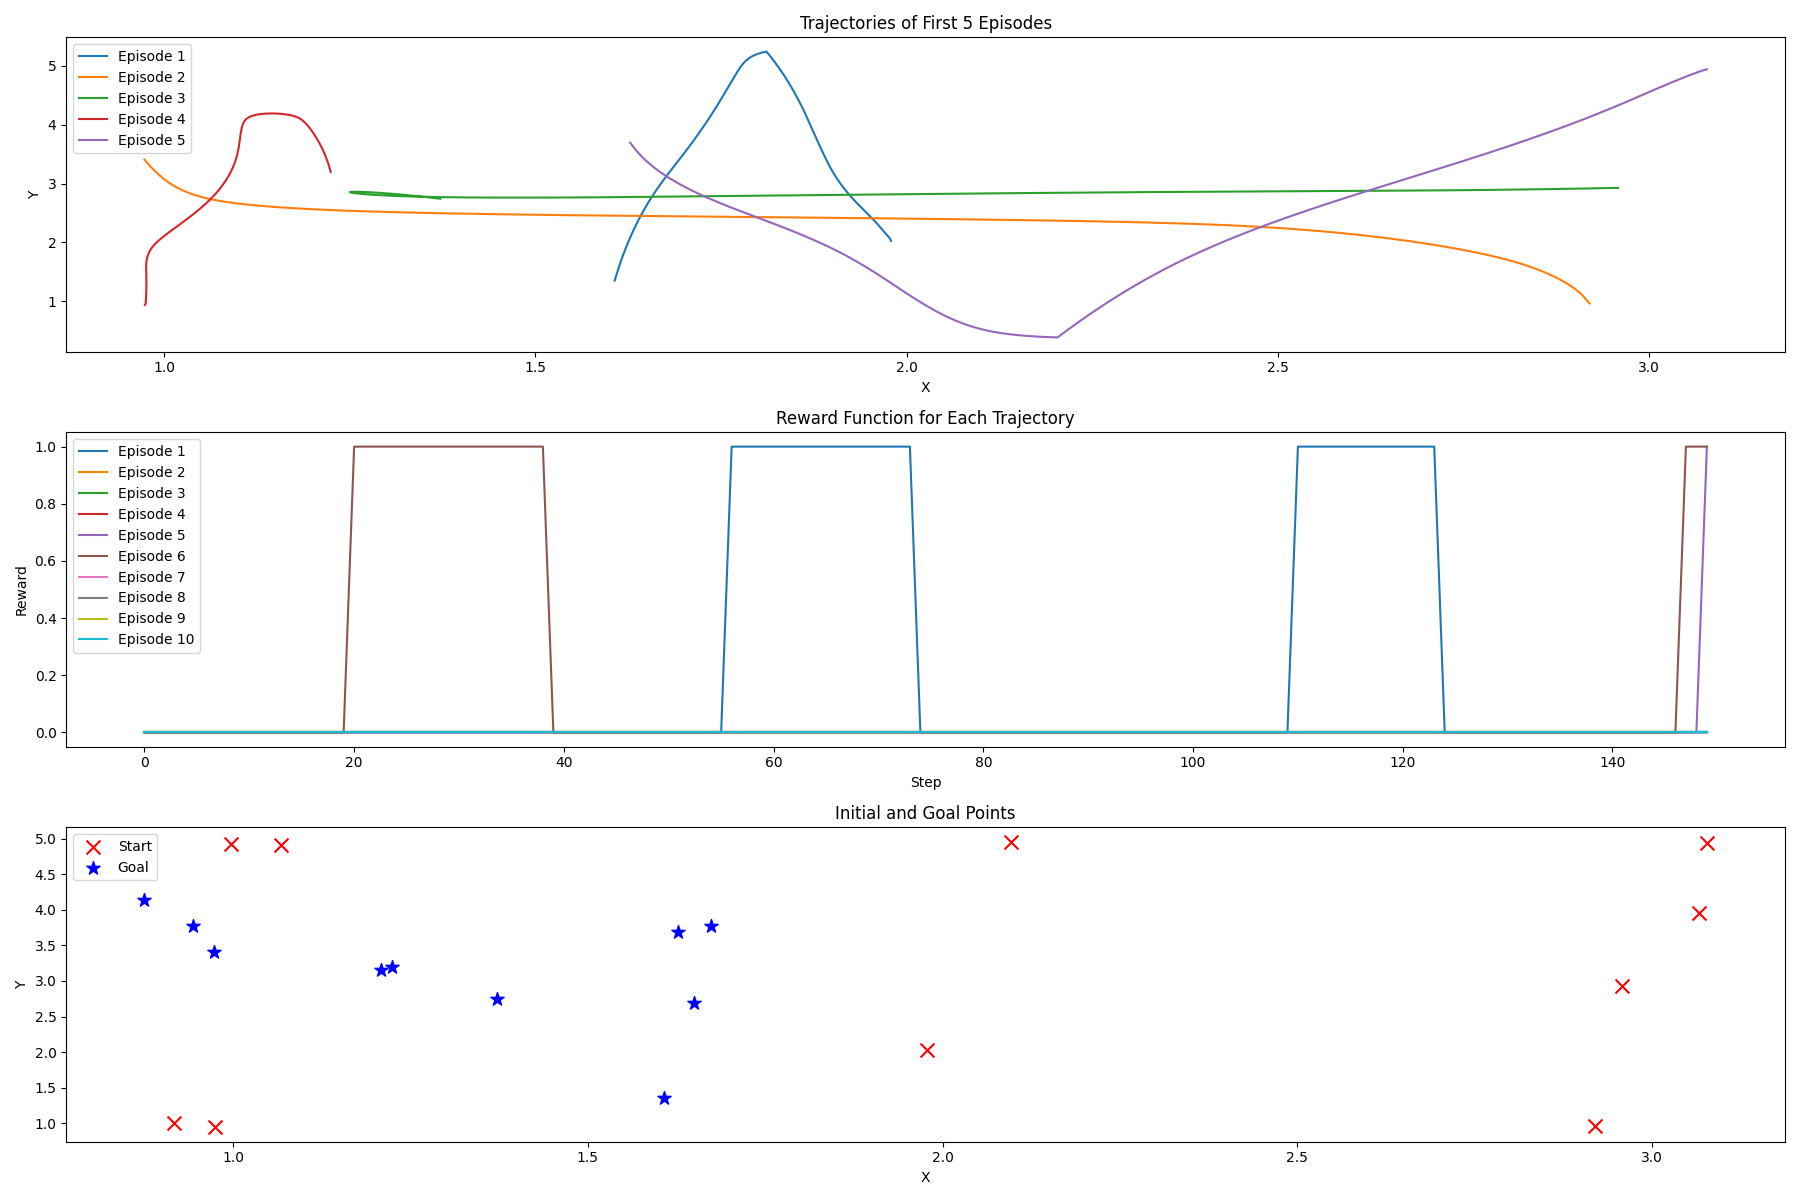 Trajectories of First 5 Episodes
Episode 1
Episode 2
Episode 3
Episode 4
Episode 5
5
4
3
2
1
Y
1.0 1.5 2.0 2.5 3.0
X
Reward Function for Each Trajectory
Episode 1
Episode 2
Episode 3
Episode 4
Episode 5
Episode 6
Episode 7
Episode 8
Episode 9
Episode 10
1.0
0.8
0.6
0.4
0.2
0.0
Reward
0 20 40 60 80 100 120 140
Step
Initial and Goal Points
Start
Goal
5.0
4.5
4.0
3.5
3.0
2.5
2.0
1.5
1.0
Y
1.0 1.5 2.0 2.5 3.0
X